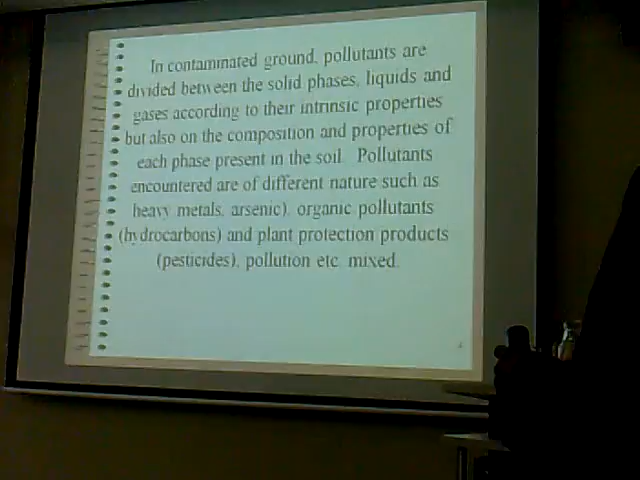 In contaminated ground, pollutants are
divided between the solid phases, liquids and
gases according to their intrinsic properties
but also on the composition and properties of
each phase present in the soil. Pollutants
encountered are of different nature such as
heavy metals, arsenic), organic pollutants
(hydrocarbons) and plant protection products
(pesticides), pollution etc. mixed.